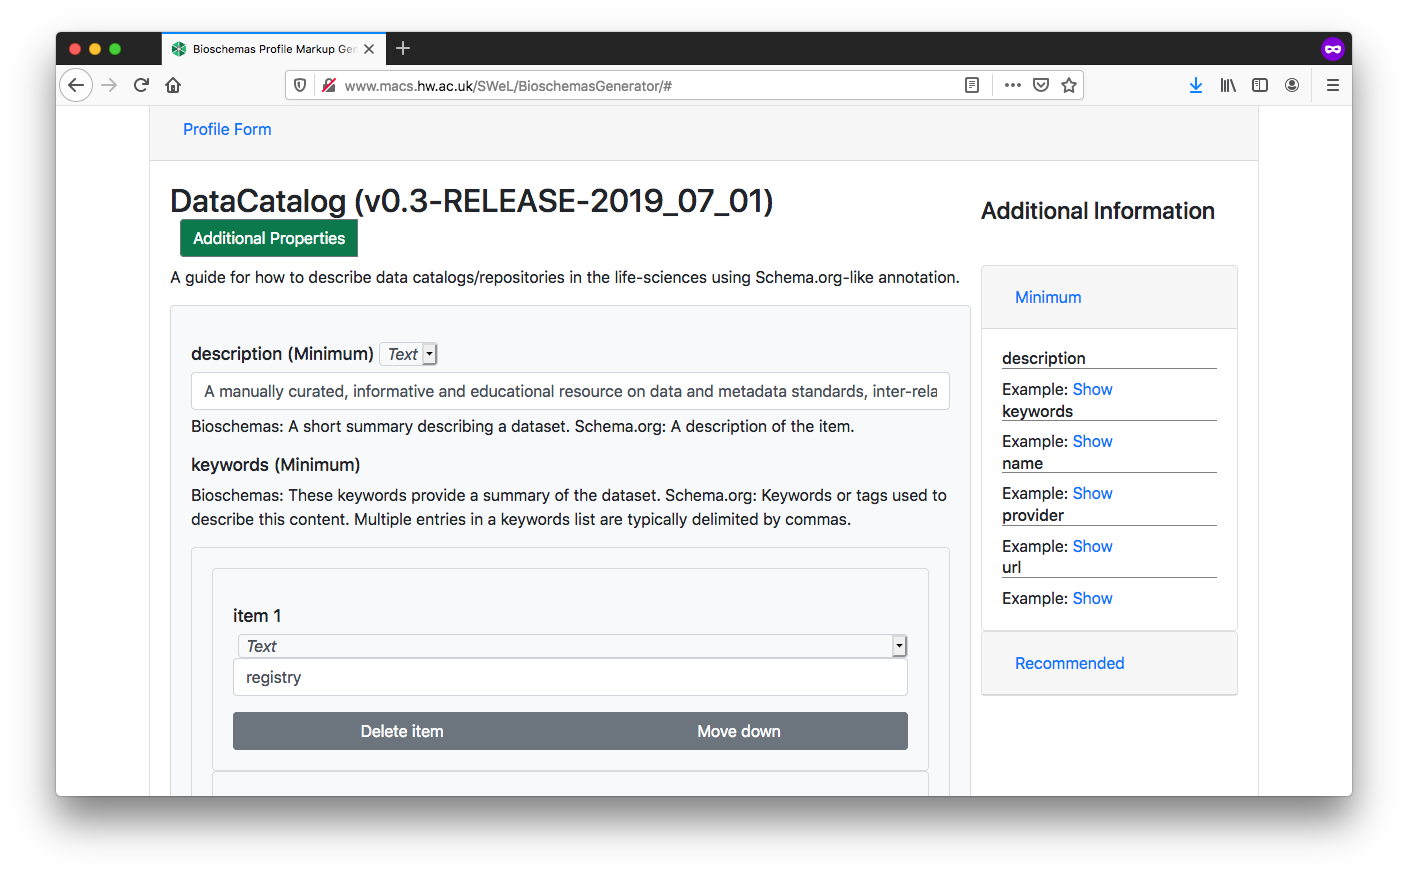 Bioschemas Profile Markup Gen
www.macs.hw.ac.uk/SWeL/BioschemasGenerator/#
Profile Form
DataCatalog (v0.3-RELEASE-2019_07_01)
Additional Properties
A guide for how to describe data catalogs/repositories in the life-sciences using Schema.org-like annotation.
description (Minimum) Text
A manually curated, informative and educational resource on data and metadata standards, inter-rela
Bioschemas: A short summary describing a dataset. Schema.org: A description of the item.
keywords (Minimum)
Bioschemas: These keywords provide a summary of the dataset. Schema.org: Keywords or tags used to
describe this content. Multiple entries in a keywords list are typically delimited by commas.
item 1
Text
registry
Delete item Move down
Additional Information
Minimum
description
Example: Show
keywords
Example: Show
name
Example: Show
provider
Example: Show
url
Example: Show
Recommended